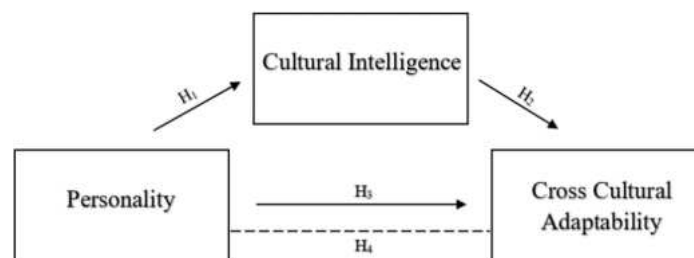 Cultural Intelligence
H₁
H₂
Personality
H₃
Cross Cultural
Adaptability
H₄